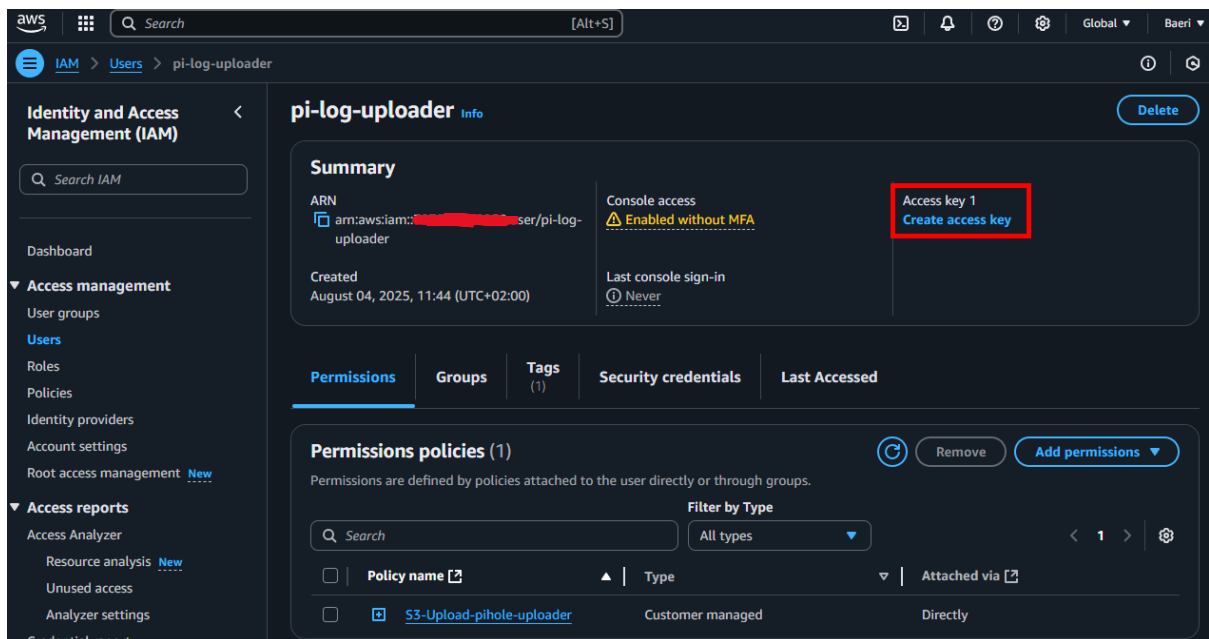 aws
Search [Alt+S]
Global ▼ Baeri ▼
IAM > Users > pi-log-uploader
Identity and Access Management (IAM)
Search IAM
Dashboard
Access management
User groups
Users
Roles
Policies
Identity providers
Account settings
Root access management New
Access reports
Access Analyzer
Resource analysis New
Unused access
Analyzer settings
pi-log-uploader Info
Delete
Summary
ARN
arn:aws:iam::ser/pi-log-
uploader
Console access
Enabled without MFA
Access key 1
Create access key
Created
August 04, 2025, 11:44 (UTC+02:00)
Last console sign-in
Never
Permissions
Groups
Tags
(1)
Security credentials
Last Accessed
Permissions policies (1)
Remove
Add permissions ▼
Permissions are defined by policies attached to the user directly or through groups.
Filter by Type
Search
All types
1
Policy name
Type
Attached via
S3-Upload-pihole-uploader
Customer managed
Directly